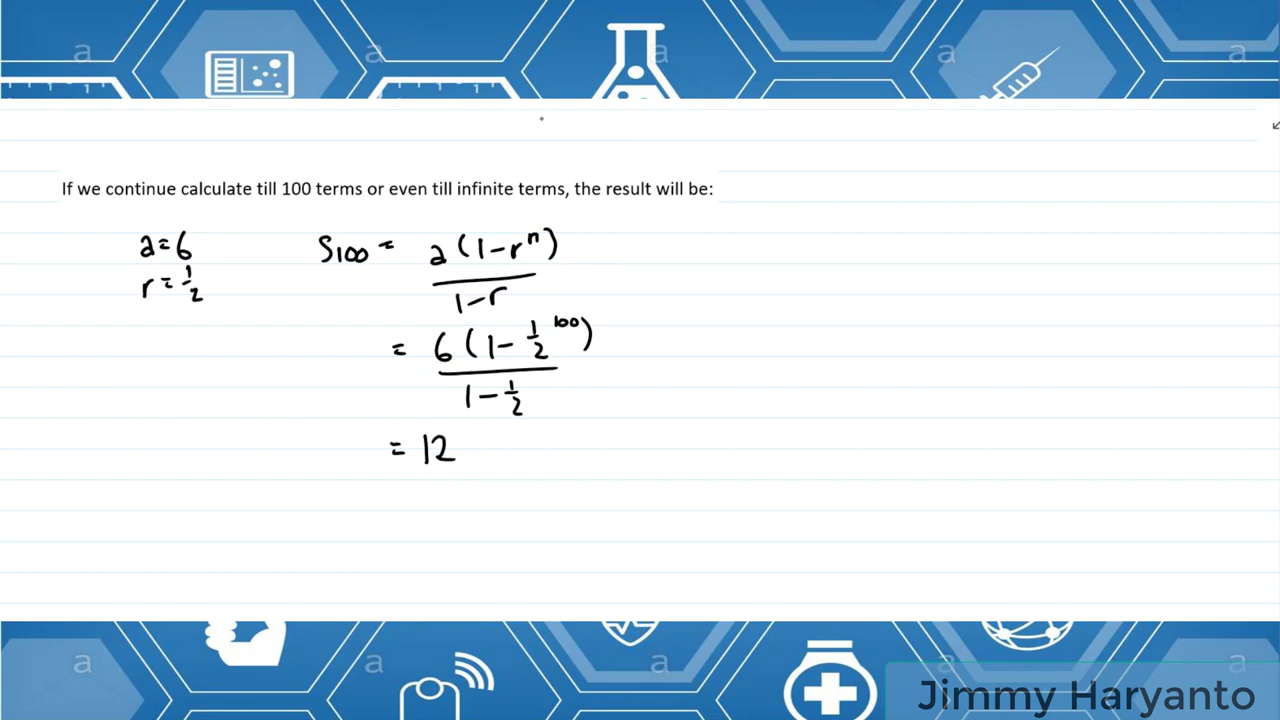 If we continue calculate till 100 terms or even till infinite terms, the result will be:
a=6
r=1/2
S100 = a(1-r^n)
1-r
= 6(1-1/2^100)
1-1/2
= 12
a a a a a
a a a a a
Jimmy Haryanto